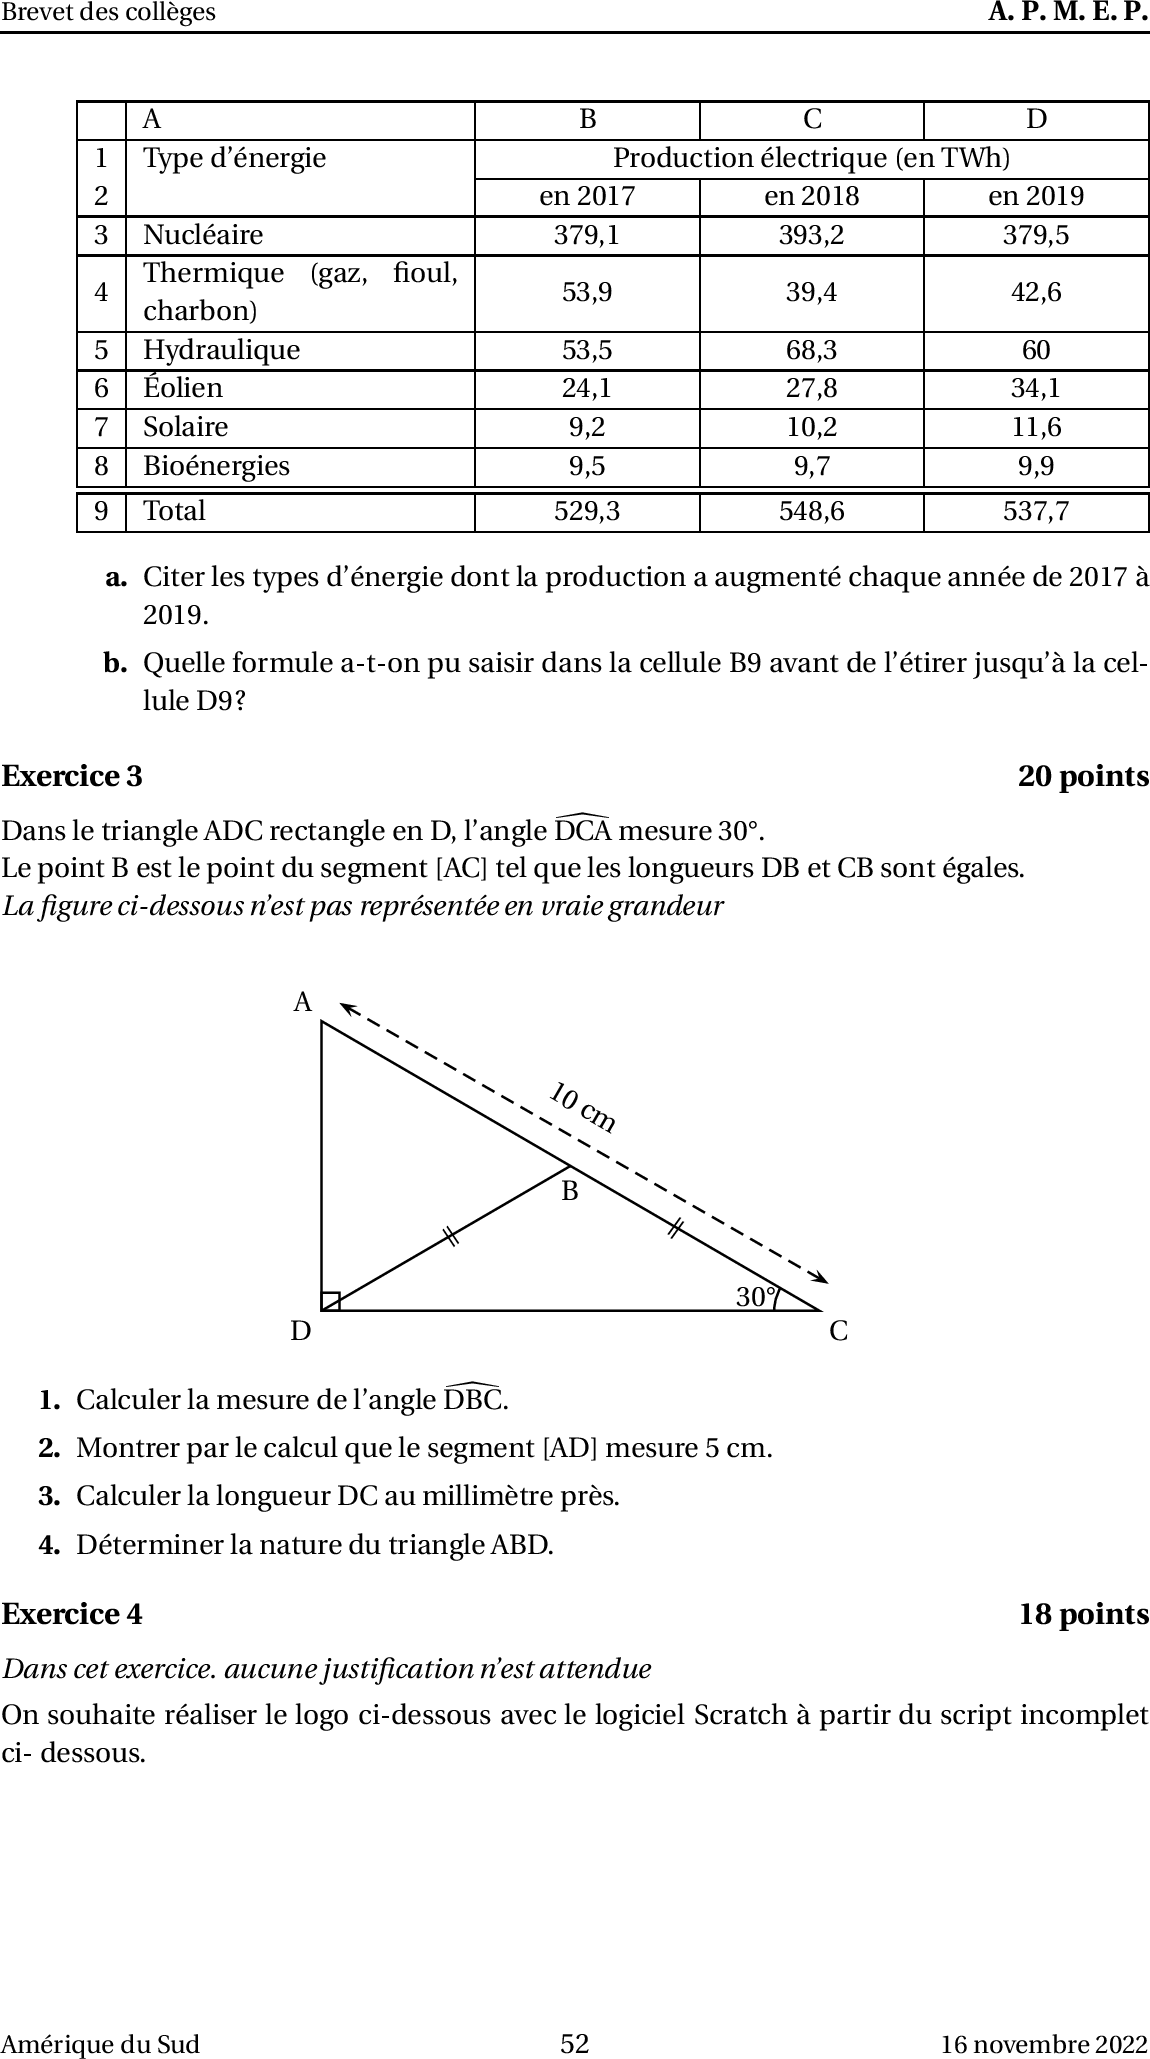 Brevet des collèges A. P. M. E. P.
A B C D
1 Type d’énergie Production électrique (en TWh)
2 en 2017 en 2018 en 2019
3 Nucléaire 379,1 393,2 379,5
4 Thermique (gaz, fioul, charbon) 53,9 39,4 42,6
5 Hydraulique 53,5 68,3 60
6 Éolien 24,1 27,8 34,1
7 Solaire 9,2 10,2 11,6
8 Bioénergies 9,5 9,7 9,9
9 Total 529,3 548,6 537,7
a. Citer les types d’énergie dont la production a augmenté chaque année de 2017 à
2019.
b. Quelle formule a-t-on pu saisir dans la cellule B9 avant de l’étirer jusqu’à la cel-
lule D9?
Exercice 3 20 points
Dans le triangle ADC rectangle en D, l’angle DCA mesure 30°.
Le point B est le point du segment [AC] tel que les longueurs DB et CB sont égales.
La figure ci-dessous n’est pas représentée en vraie grandeur
A
10 cm
B
30°
D C
1. Calculer la mesure de l’angle DBC.
2. Montrer par le calcul que le segment [AD] mesure 5 cm.
3. Calculer la longueur DC au millimètre près.
4. Déterminer la nature du triangle ABD.
Exercice 4 18 points
Dans cet exercice. aucune justification n’est attendue
On souhaite réaliser le logo ci-dessous avec le logiciel Scratch à partir du script incomplet
ci- dessous.
Amérique du Sud 52 16 novembre 2022